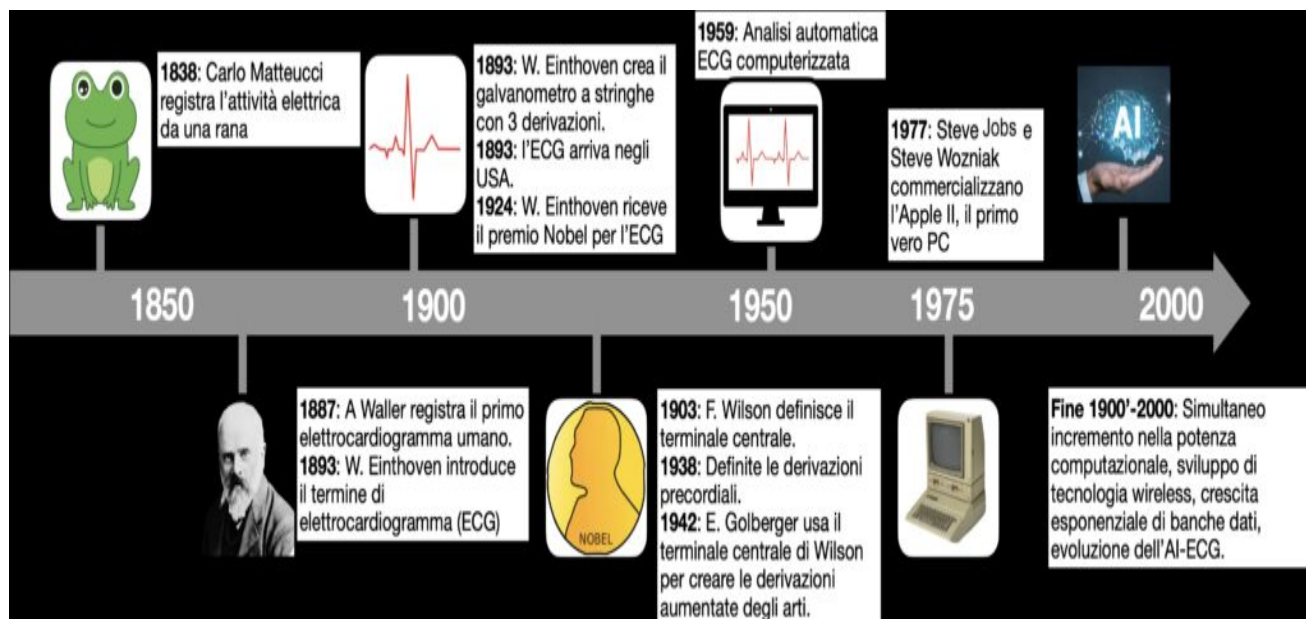 1838: Carlo Matteucci
registra l'attività elettrica
da una rana
1893: W. Einthoven crea il
galvanometro a stringhe
con 3 derivazioni.
1893: l'ECG arriva negli
USA.
1924: W. Einthoven riceve
il premio Nobel per l'ECG
1959: Analisi automatica
ECG computerizzata
1977: Steve Jobs e
Steve Wozniak
commercializzano
l'Apple II, il primo
vero PC
AI
1850
1900
1950
1975
2000
1887: A Waller registra il primo
elettrocardiogramma umano.
1893: W. Einthoven introduce
il termine di
elettrocardiogramma (ECG)
NOBEL
1903: F. Wilson definisce il
terminale centrale.
1938: Definite le derivazioni
precordiali.
1942: E. Golberger usa il
terminale centrale di Wilson
per creare le derivazioni
aumentate degli arti.
Fine 1900'-2000: Simultaneo
incremento nella potenza
computazionale, sviluppo di
tecnologia wireless, crescita
esponenziale di banche dati,
evoluzione dell'AI-ECG.